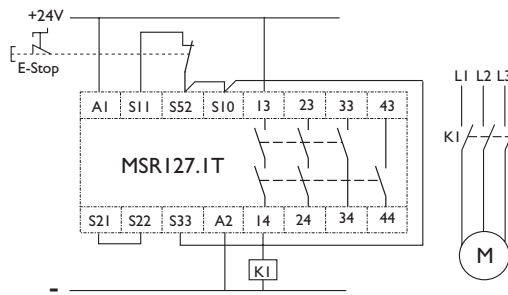 +24V
E-Stop
A1 S11 S52 S10 13 23 33 43
MSR127.1T
S21 S22 S33 A2 14 24 34 44
K1
-
L1 L2 L3
K1
M